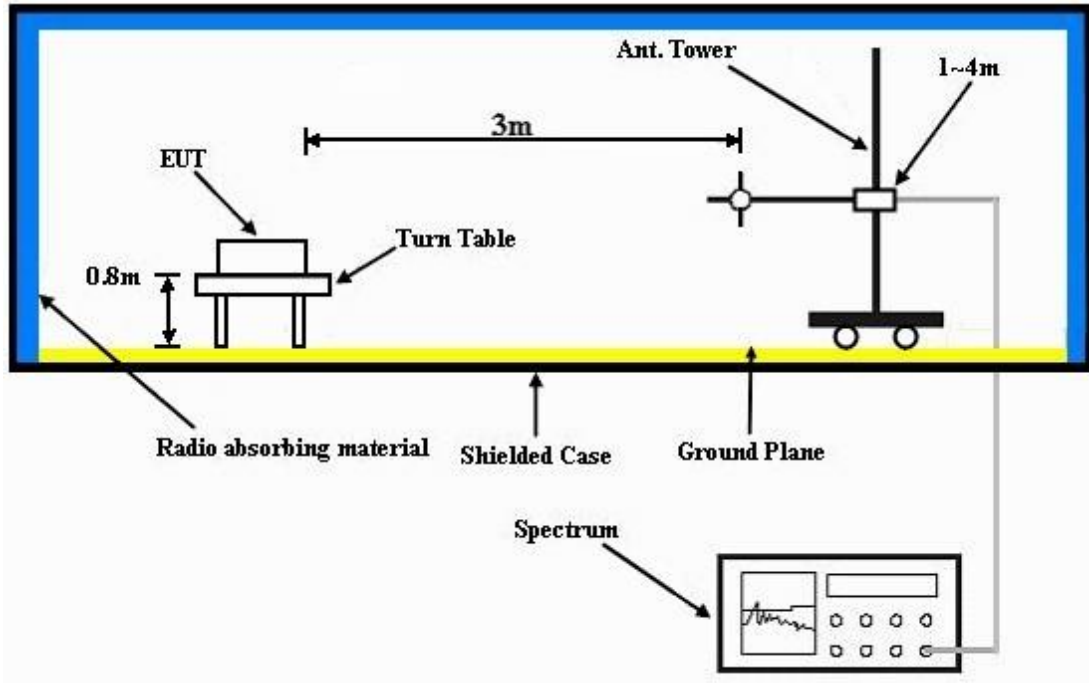 Ant. Tower
1~4m
3m
EUT
Turn Table
0.8m
Radio absorbing material
Shielded Case
Ground Plane
Spectrum